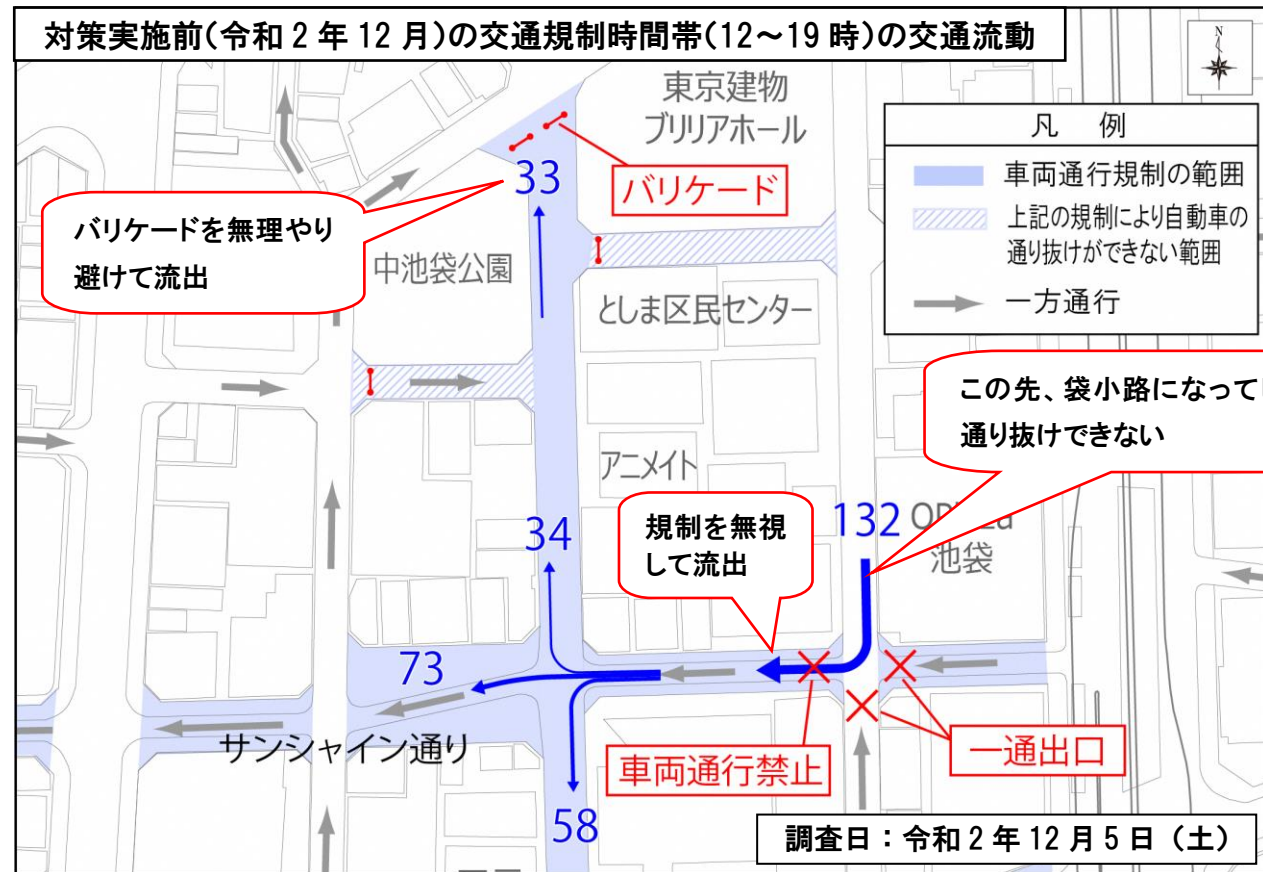 対策実施前(令和2年12月)の交通規制時間帯(12～19時)の交通流動
N
東京建物
ブリリアホール
凡 例
車両通行規制の範囲
上記の規制により自動車の
通り抜けができない範囲
一方通行
33
バリケード
バリケードを無理やり
避けて流出
中池袋公園
としま区民センター
この先、袋小路になって
通り抜けできない
アニメイト
規制を無視
して流出
132
池袋
34
73
サンシャイン通り
車両通行禁止
一通出口
58
調査日：令和2年12月5日（土）